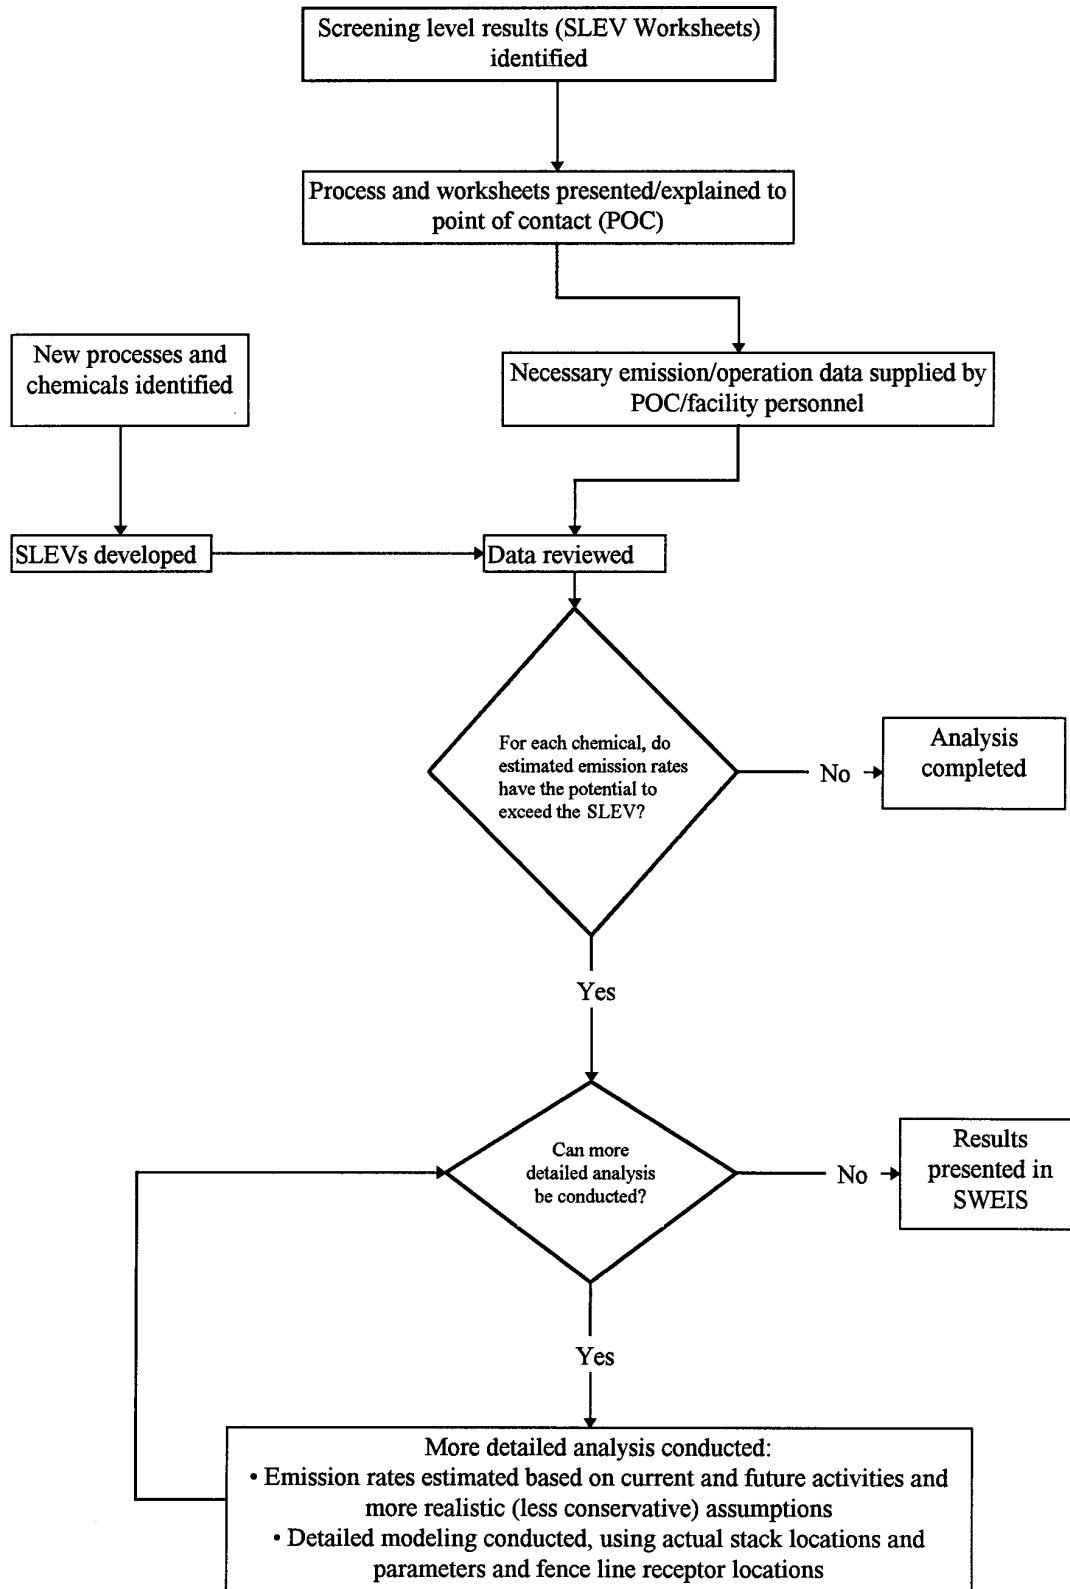 Screening level results (SLEV Worksheets)
identified
Process and worksheets presented/explained to
point of contact (POC)
New processes and
chemicals identified
Necessary emission/operation data supplied by
POC/facility personnel
SLEVs developed
Data reviewed
For each chemical, do
estimated emission rates
have the potential to
exceed the SLEV?
No
Analysis
completed
Yes
Can more
detailed analysis
be conducted?
No
Results
presented in
SWEIS
Yes
More detailed analysis conducted:
• Emission rates estimated based on current and future activities and
more realistic (less conservative) assumptions
• Detailed modeling conducted, using actual stack locations and
parameters and fence line receptor locations